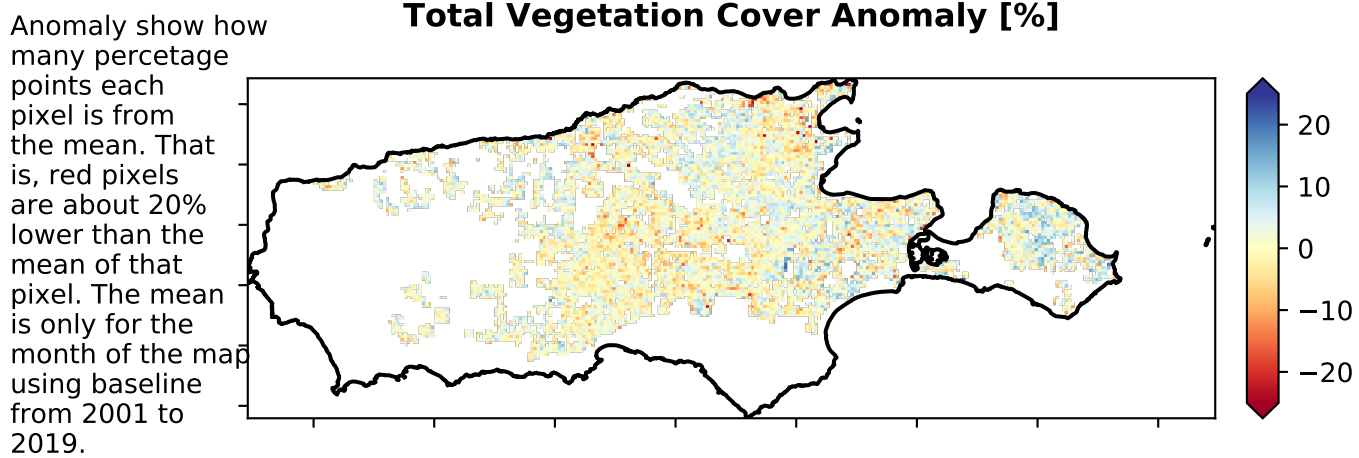 Total Vegetation Cover Anomaly [%]
Anomaly show how
many percetage
points each
pixel is from
the mean. That
is, red pixels
are about 20%
lower than the
mean of that
pixel. The mean
is only for the
month of the map
using baseline
from 2001 to
2019.
20
10
0
−10
−20